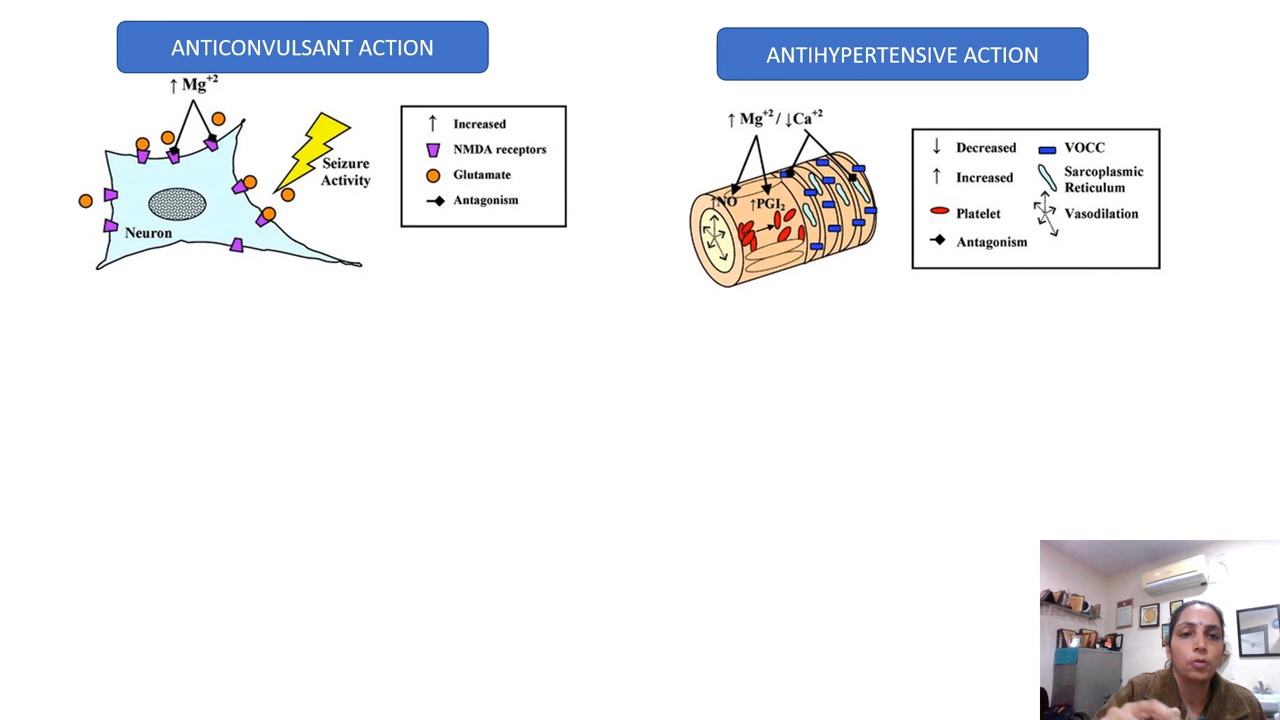 ANTICONVULSANT ACTION
↑ Mg+2
Seizure
Activity
Neuron
↑ Increased
NMDA receptors
Glutamate
Antagonism
ANTIHYPERTENSIVE ACTION
↑ Mg+2 / ↓Ca+2
↑NO
↑PGI2
↓ Decreased
↑ Increased
Platelet
Antagonism
VOCC
Sarcoplasmic
Reticulum
Vasodilation